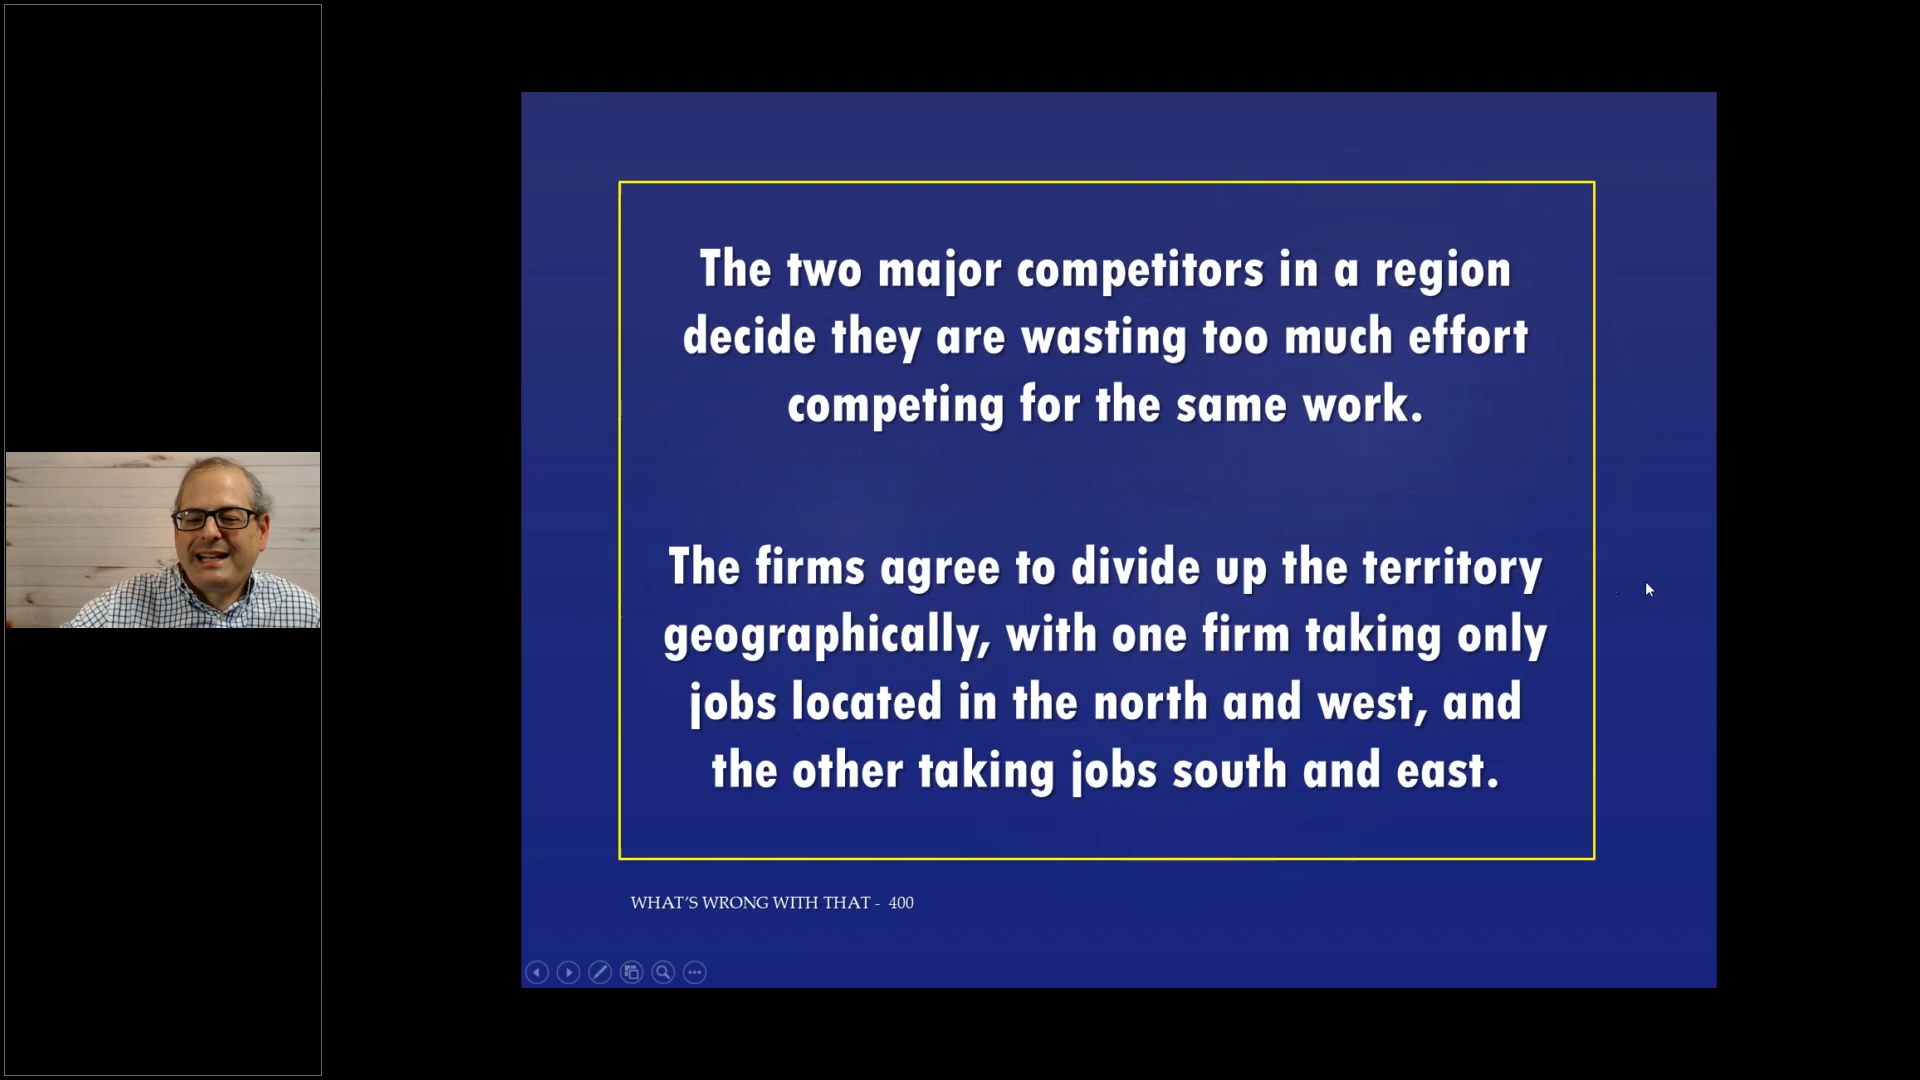 The two major competitors in a region
decide they are wasting too much effort
competing for the same work.
The firms agree to divide up the territory
geographically, with one firm taking only
jobs located in the north and west, and
the other taking jobs south and east.
WHAT'S WRONG WITH THAT - 400